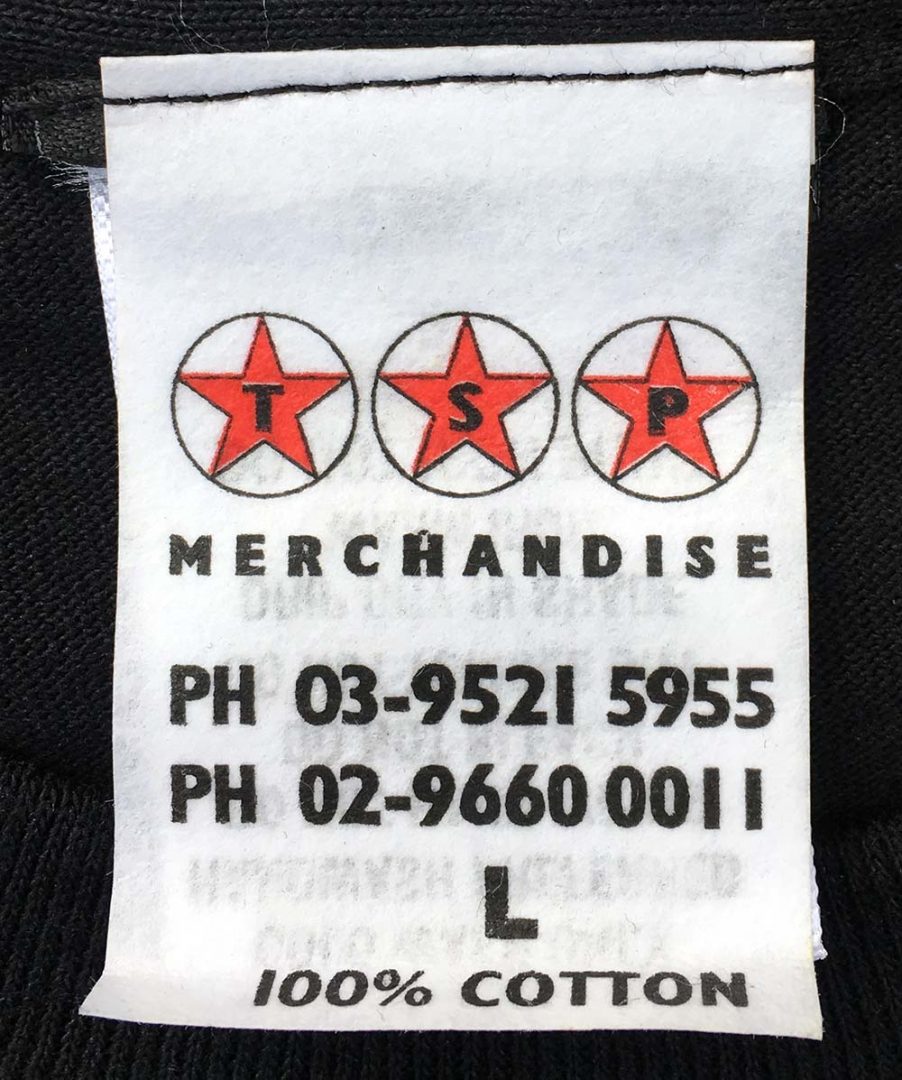 T S P
MERCHANDISE
PH 03-9521 5955
PH 02-9660 0011
L
100% COTTON